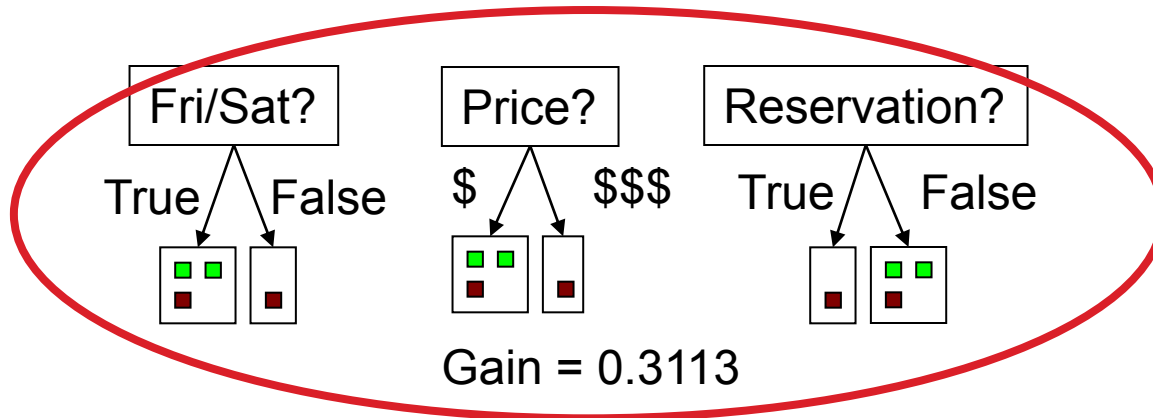 Fri/Sat? Price? Reservation?
True False $ $$$ True False
Gain = 0.3113